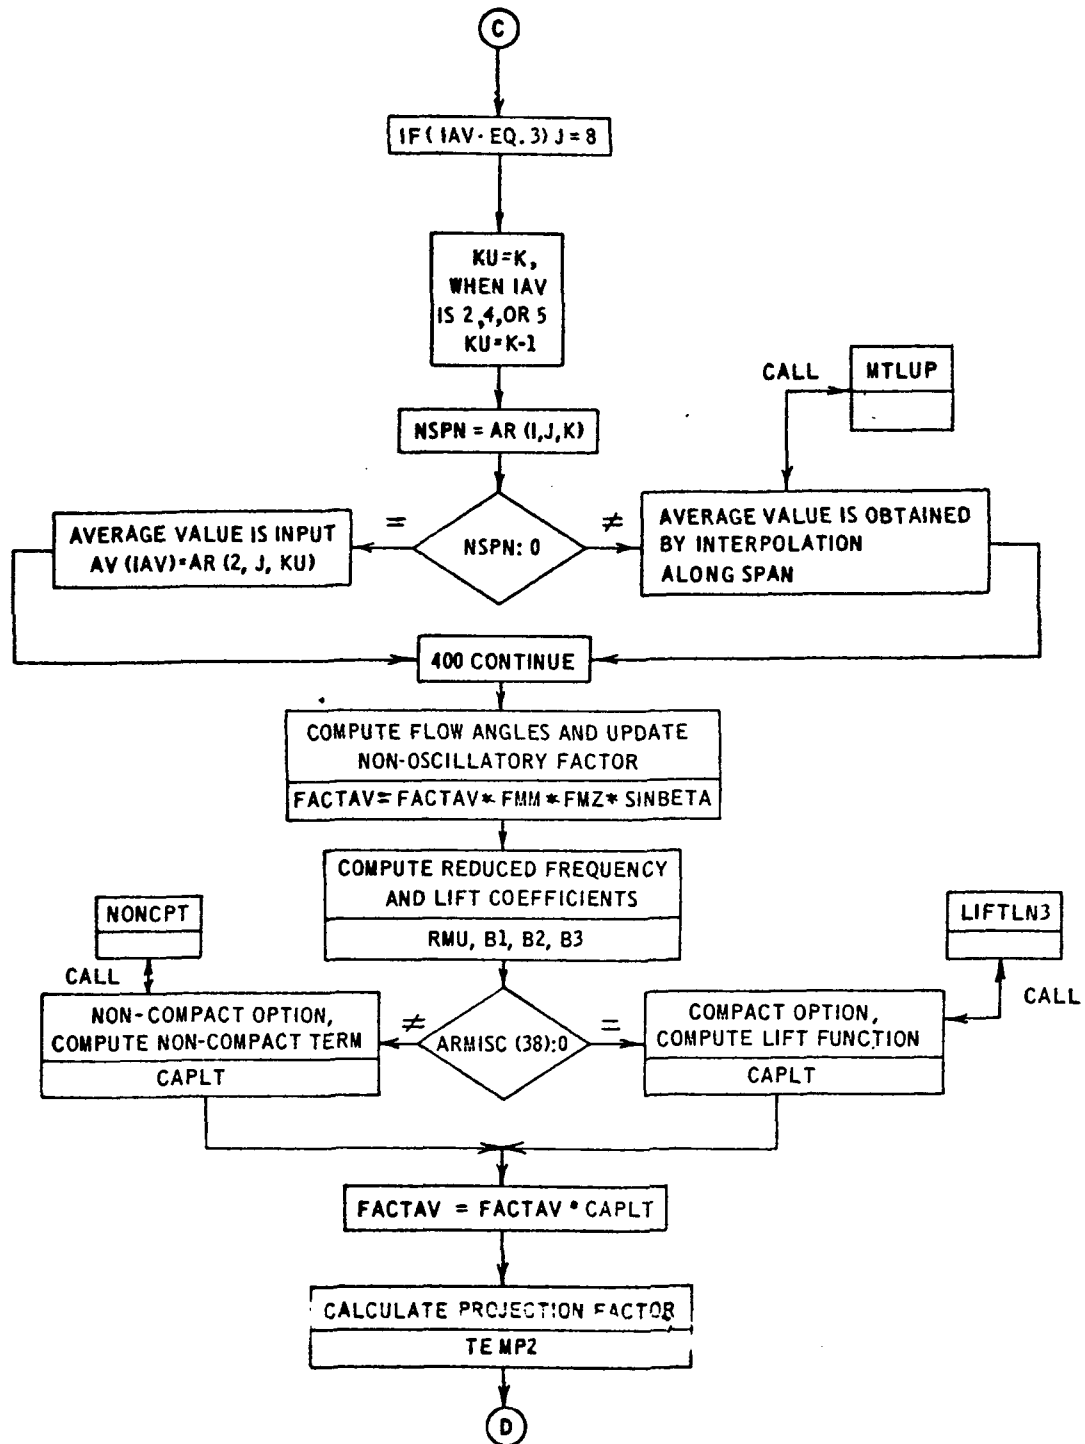 C
IF(IAV·EQ.3)J=8
KU=K,
WHEN IAV
IS 2,4,OR 5
KU=K-1
CALL
MTLUP
NSPN = AR (I,J,K)
AVERAGE VALUE IS INPUT
AV (IAV)=AR (2, J, KU)
=
NSPN: 0
≠
AVERAGE VALUE IS OBTAINED
BY INTERPOLATION
ALONG SPAN
400 CONTINUE
COMPUTE FLOW ANGLES AND UPDATE
NON-OSCILLATORY FACTOR
FACTAV=FACTAV* FMM*FMZ* SINBETA
COMPUTE REDUCED FREQUENCY
AND LIFT COEFFICIENTS
RMU, B1, B2, B3
NONCPT
CALL
LIFTLN3
CALL
NON-COMPACT OPTION,
COMPUTE NON-COMPACT TERM
CAPLT
≠
ARMISC (38):0
=
COMPACT OPTION,
COMPUTE LIFT FUNCTION
CAPLT
FACTAV = FACTAV * CAPLT
CALCULATE PROJECTION FACTOR
TEMP2
D